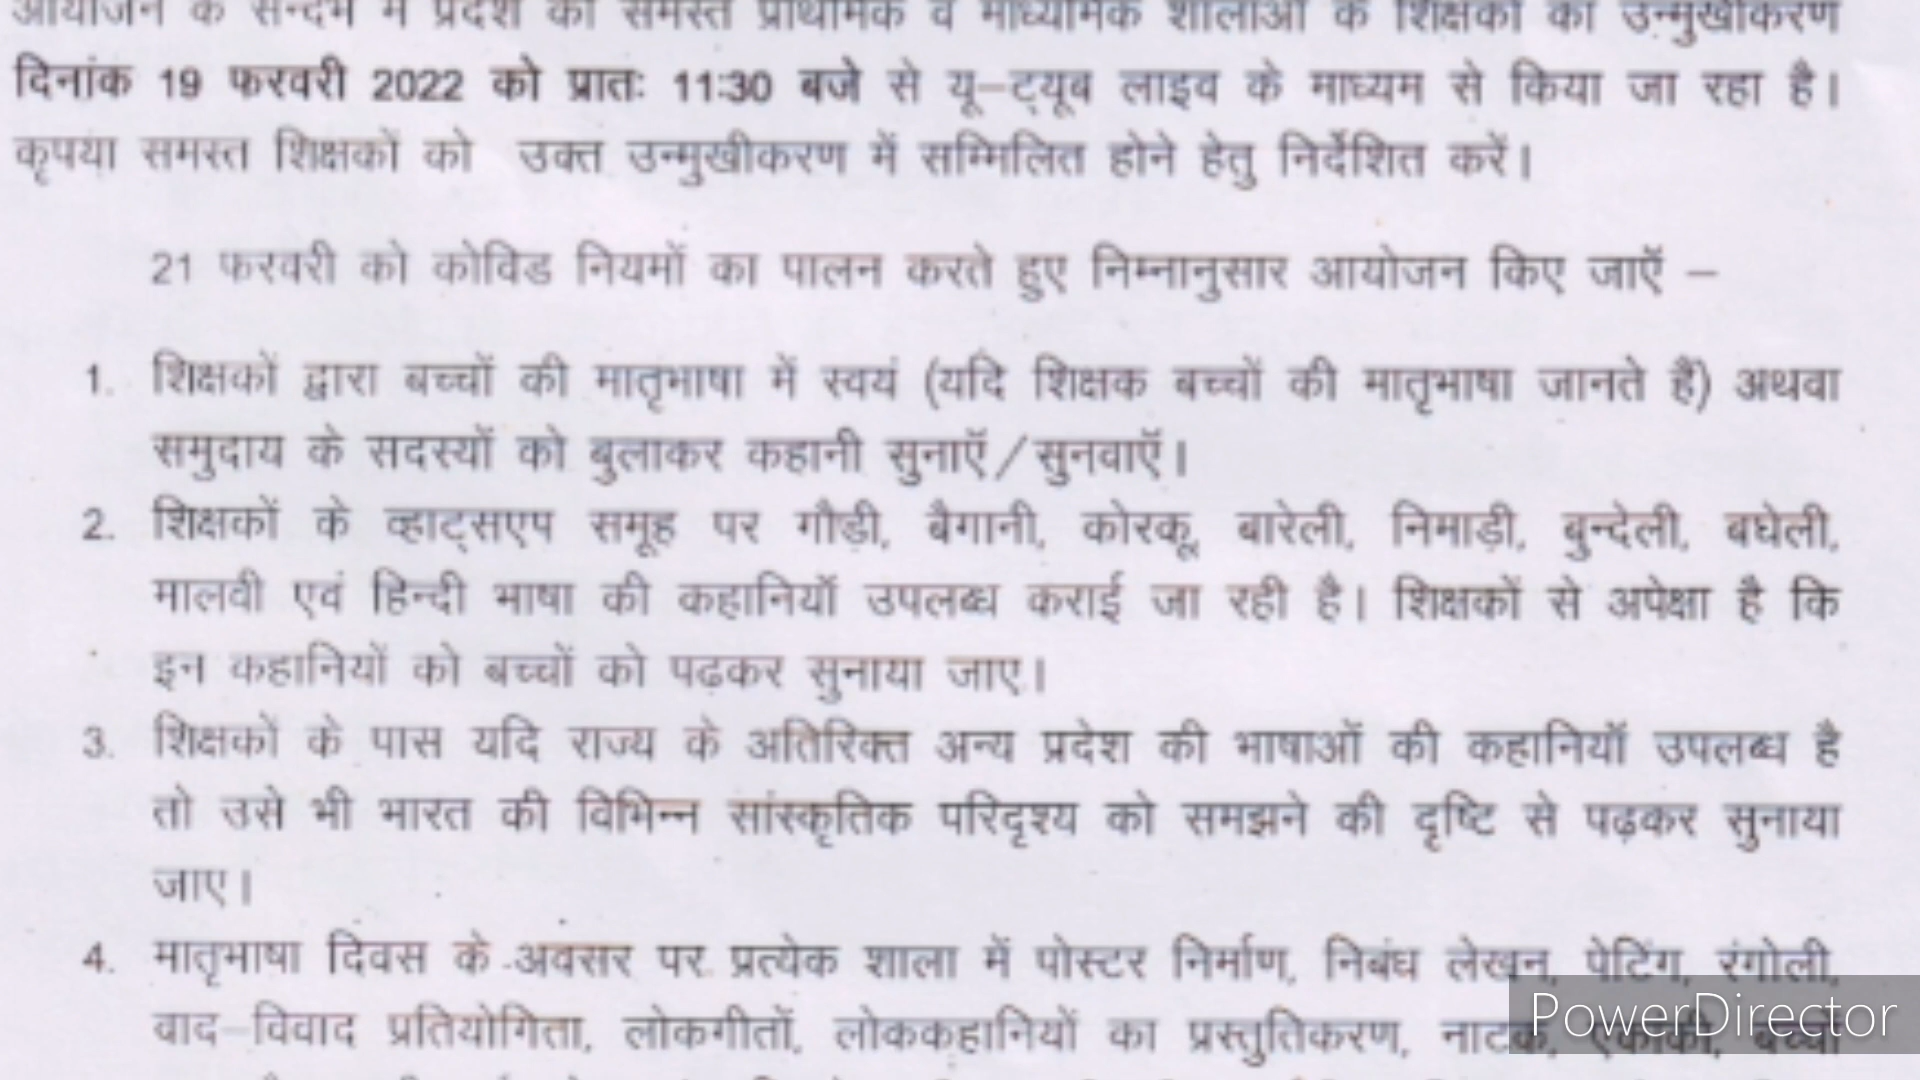 आयोजन के सन्दर्भ में प्रदेश की समस्त प्राथमिक व माध्यमिक शालाओं के शिक्षकों का उन्मुखीकरण
दिनांक 19 फरवरी 2022 को प्रातः 11:30 बजे से यू–ट्यूब लाइव के माध्यम से किया जा रहा है।
कृपया समस्त शिक्षकों को उक्त उन्मुखीकरण में सम्मिलित होने हेतु निर्देशित करें।
21 फरवरी को कोविड नियमों का पालन करते हुए निम्नानुसार आयोजन किए जाऍं –
1. शिक्षकों द्वारा बच्चों की मातृभाषा में स्वयं (यदि शिक्षक बच्चों की मातृभाषा जानते हैं) अथवा
समुदाय के सदस्यों को बुलाकर कहानी सुनाऍं/सुनवाऍं।
2. शिक्षकों के व्हाट्सएप समूह पर गौंडी, बैगानी, कोरकू, बारेली, निमाड़ी, बुन्देली, बघेली,
मालवी एवं हिन्दी भाषा की कहानियॉं उपलब्ध कराई जा रही है। शिक्षकों से अपेक्षा है कि
इन कहानियों को बच्चों को पढ़कर सुनाया जाए।
3. शिक्षकों के पास यदि राज्य के अतिरिक्त अन्य प्रदेश की भाषाओं की कहानियॉं उपलब्ध है
तो उसे भी भारत की विभिन्न सांस्कृतिक परिदृश्य को समझने की दृष्टि से पढ़कर सुनाया
जाए।
4. मातृभाषा दिवस के अवसर पर प्रत्येक शाला में पोस्टर निर्माण, निबंध लेखन, पेटिंग, रंगोली,
वाद–विवाद प्रतियोगिता, लोकगीतों, लोककहानियों का प्रस्तुतिकरण, नाटक, एकांकी,
PowerDirector